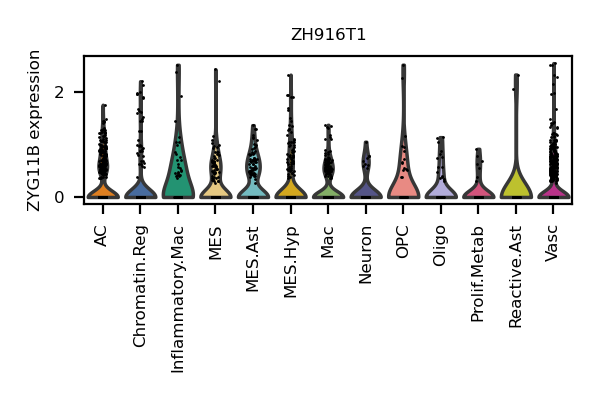 ZH916T1
ZYG11B expression
2
0
AC
Chromatin.Reg
Inflammatory.Mac
MES
MES.Ast
MES.Hyp
Mac
Neuron
OPC
Oligo
Prolif.Metab
Reactive.Ast
Vasc